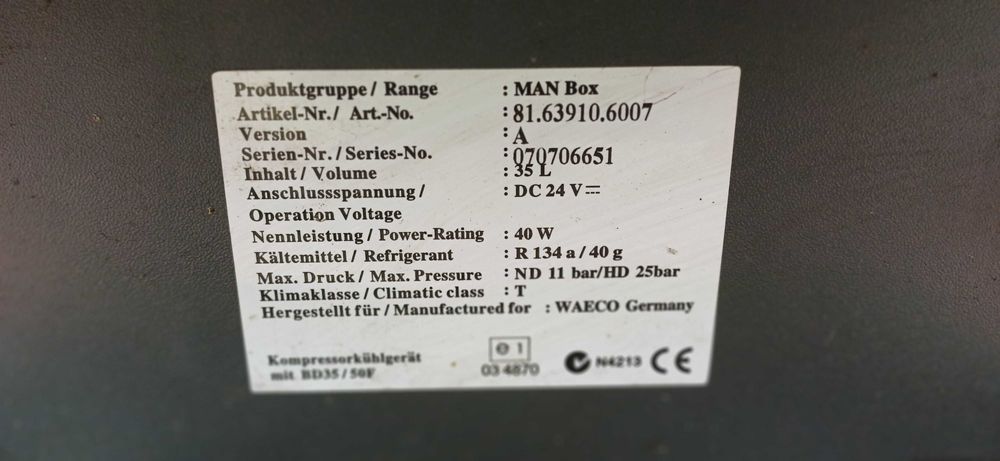 Produktgruppe / Range : MAN Box
Artikel-Nr. / Art.-No. : 81.63910.6007
Version : A
Serien-Nr. / Series-No. : 070706651
Inhalt / Volume : 35 L
Anschlussspannung / : DC 24 V⎓
Operation Voltage
Nennleistung / Power-Rating : 40 W
Kältemittel / Refrigerant : R 134 a / 40 g
Max. Druck / Max. Pressure : ND 11 bar/HD 25bar
Klimaklasse / Climatic class : T
Hergestellt für / Manufactured for : WAECO Germany
Kompressorkühlgerät
mit BD35 / 50F
e 1
03 4870
N4213 CE